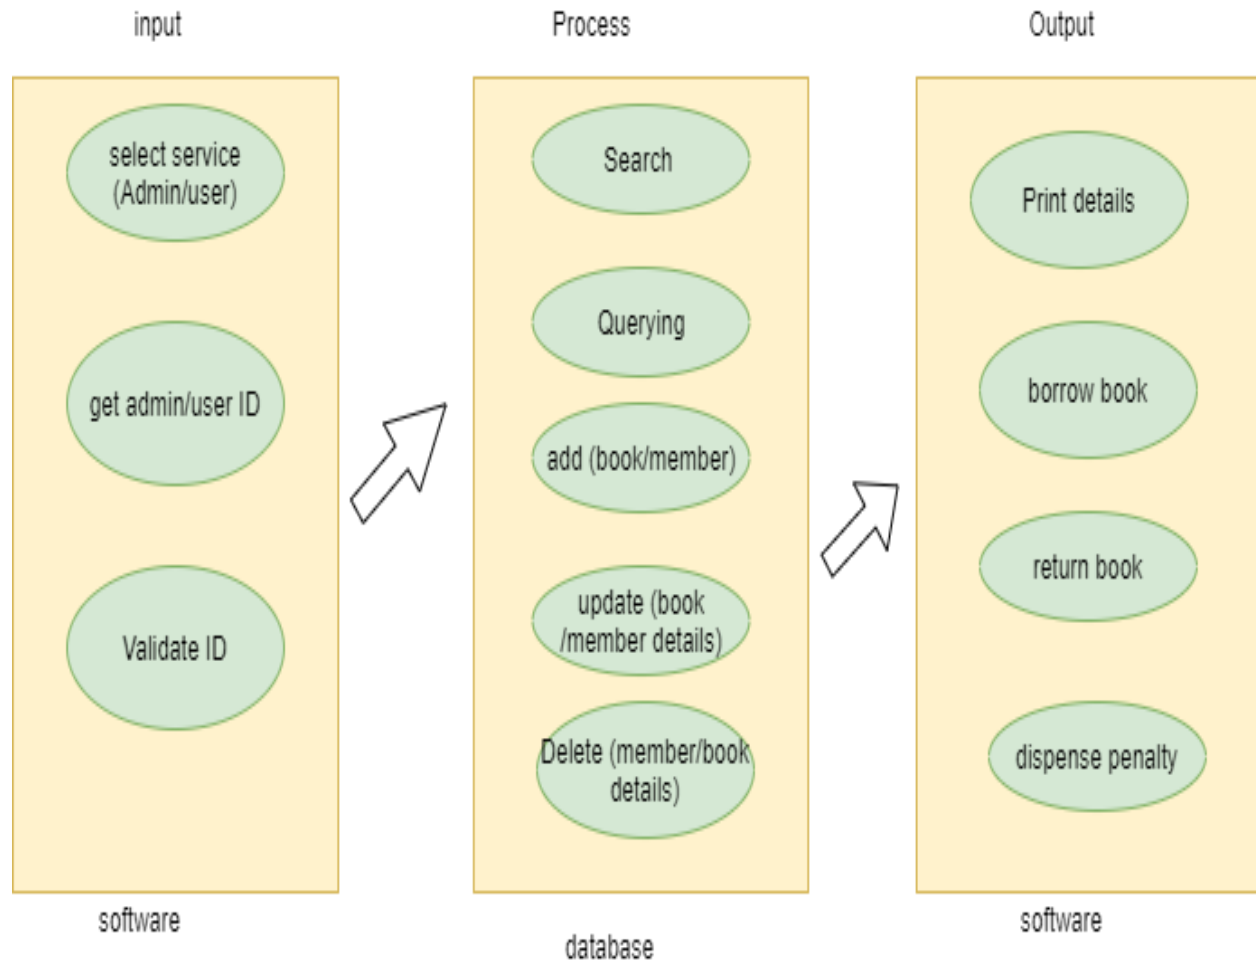 input
Process
Output
select service
(Admin/user)
get admin/user ID
Validate ID
software
Search
Querying
add (book/member)
update (book
/member details)
Delete (member/book
details)
database
Print details
borrow book
return book
dispense penalty
software